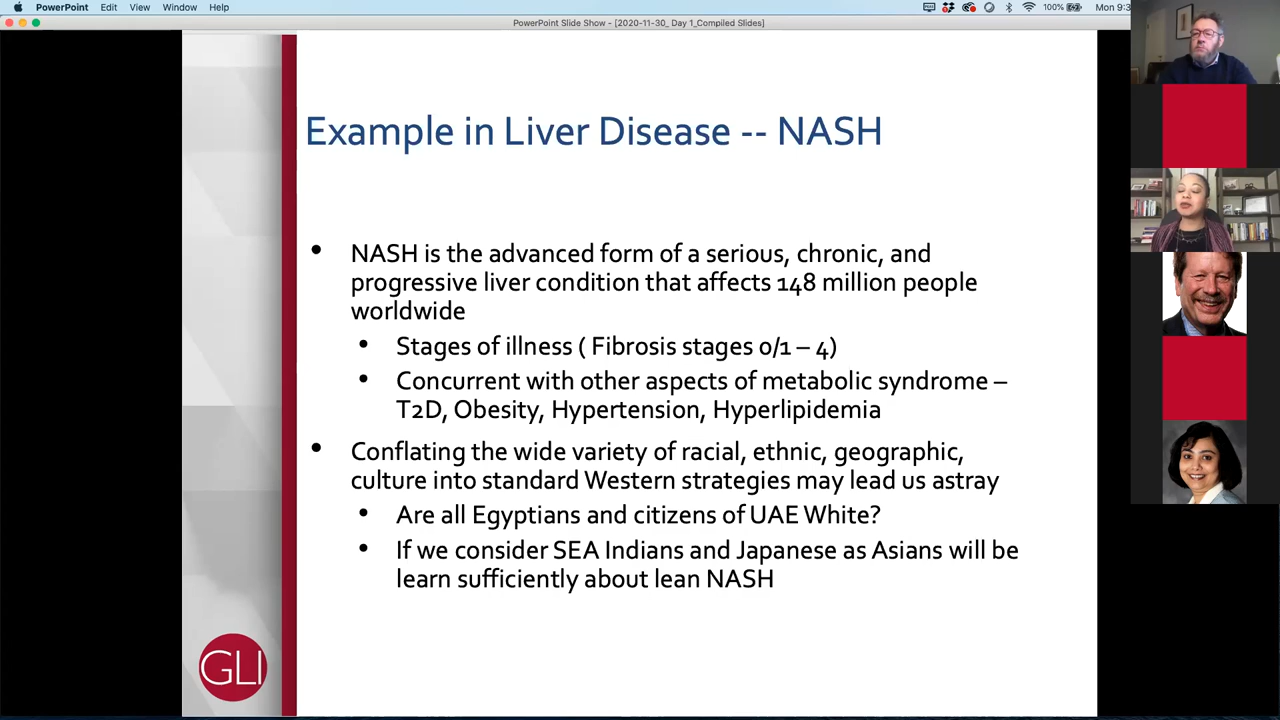 PowerPoint Edit View Window Help
100% Mon 9:3
PowerPoint Slide Show - [2020-11-30_ Day 1_Compiled Slides]
Example in Liver Disease -- NASH
• NASH is the advanced form of a serious, chronic, and
progressive liver condition that affects 148 million people
worldwide
• Stages of illness ( Fibrosis stages 0/1 – 4)
• Concurrent with other aspects of metabolic syndrome –
T2D, Obesity, Hypertension, Hyperlipidemia
• Conflating the wide variety of racial, ethnic, geographic,
culture into standard Western strategies may lead us astray
• Are all Egyptians and citizens of UAE White?
• If we consider SEA Indians and Japanese as Asians will be
learn sufficiently about lean NASH
GLI